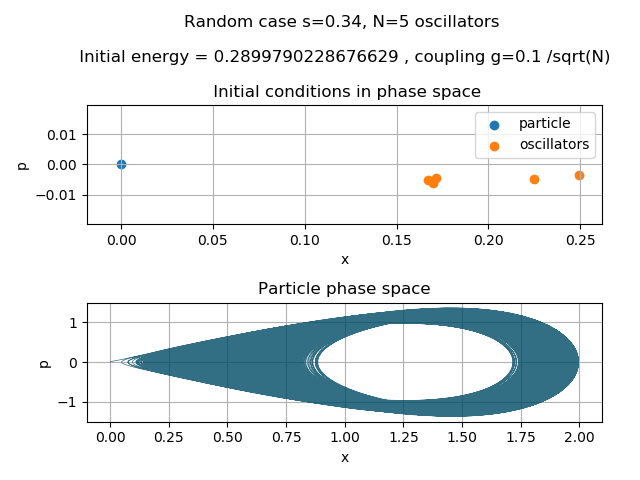 Random case s=0.34, N=5 oscillators
Initial energy = 0.2899790228676629 , coupling g=0.1 /sqrt(N)
Initial conditions in phase space
particle
oscillators
p
0.01
0.00
−0.01
0.00 0.05 0.10 0.15 0.20 0.25
x
Particle phase space
p
1
0
−1
0.00 0.25 0.50 0.75 1.00 1.25 1.50 1.75 2.00
x